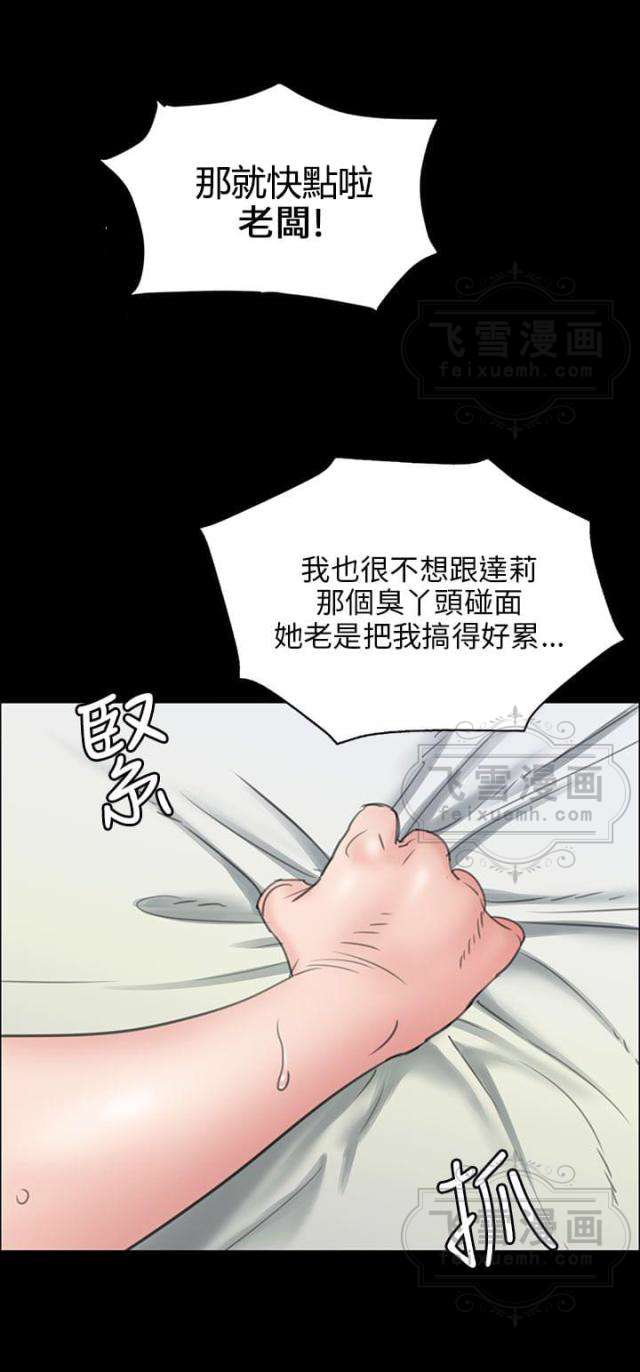 那就快點啦
老闆!
飞雪漫画
feixuemh.com
我也很不想跟達莉
那個臭丫頭碰面
她老是把我搞得好累...
緊
飞雪漫画
feixuemh.com
抓
飞雪漫画
feixuemh.com